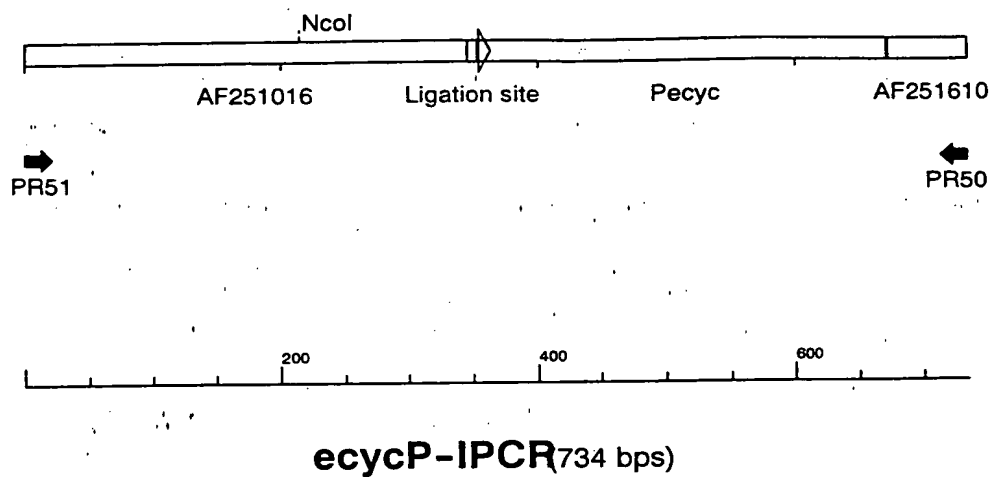 NcoI
AF251016 Ligation site Pecyc AF251610
PR51 PR50
200 400 600
ecycP-IPCR(734 bps)